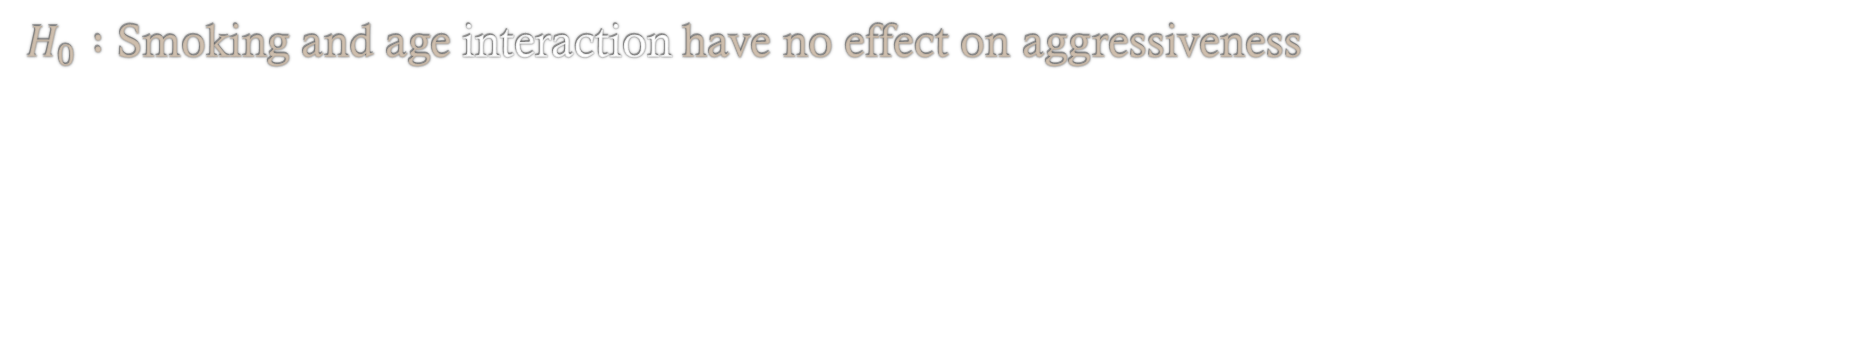 H₀ : Smoking and age interaction have no effect on aggressiveness